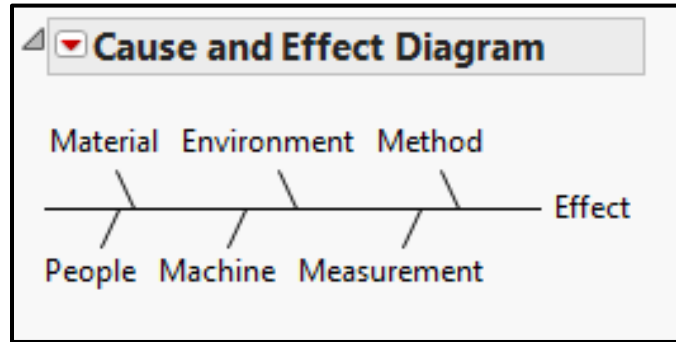 Cause and Effect Diagram
Material Environment Method
Effect
People Machine Measurement